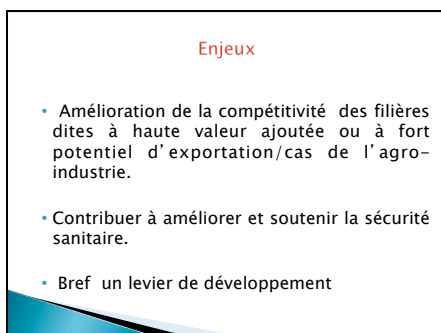 Enjeux
• Amélioration de la compétitivité des filières
dites à haute valeur ajoutée ou à fort
potentiel d'exportation/cas de l'agro-
industrie.
• Contribuer à améliorer et soutenir la sécurité
sanitaire.
• Bref un levier de développement